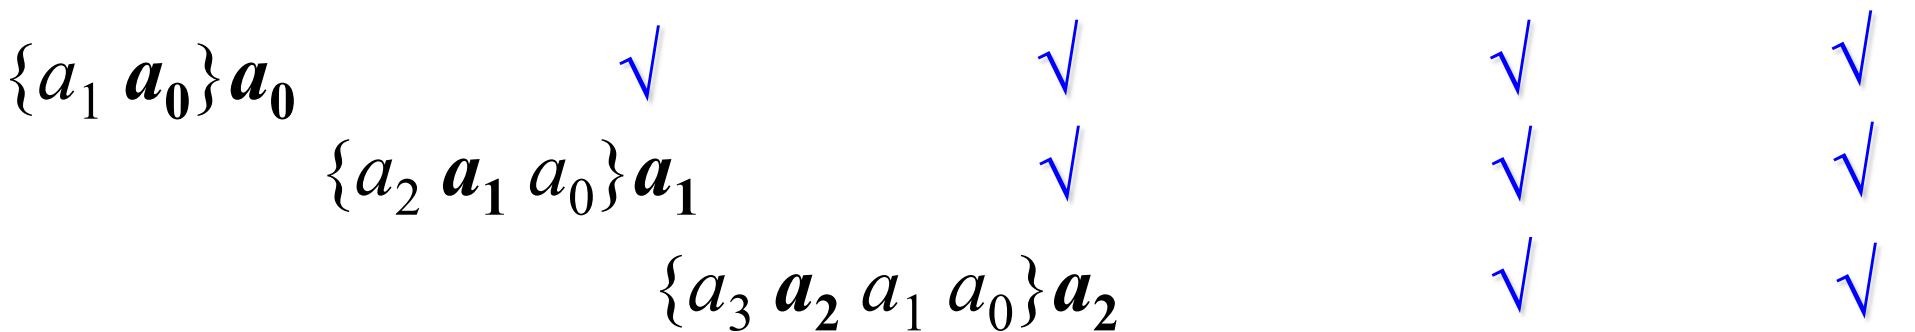 {a₁ a₀}a₀ √ √ √ √
{a₂ a₁ a₀}a₁ √ √ √
{a₃ a₂ a₁ a₀}a₂ √ √